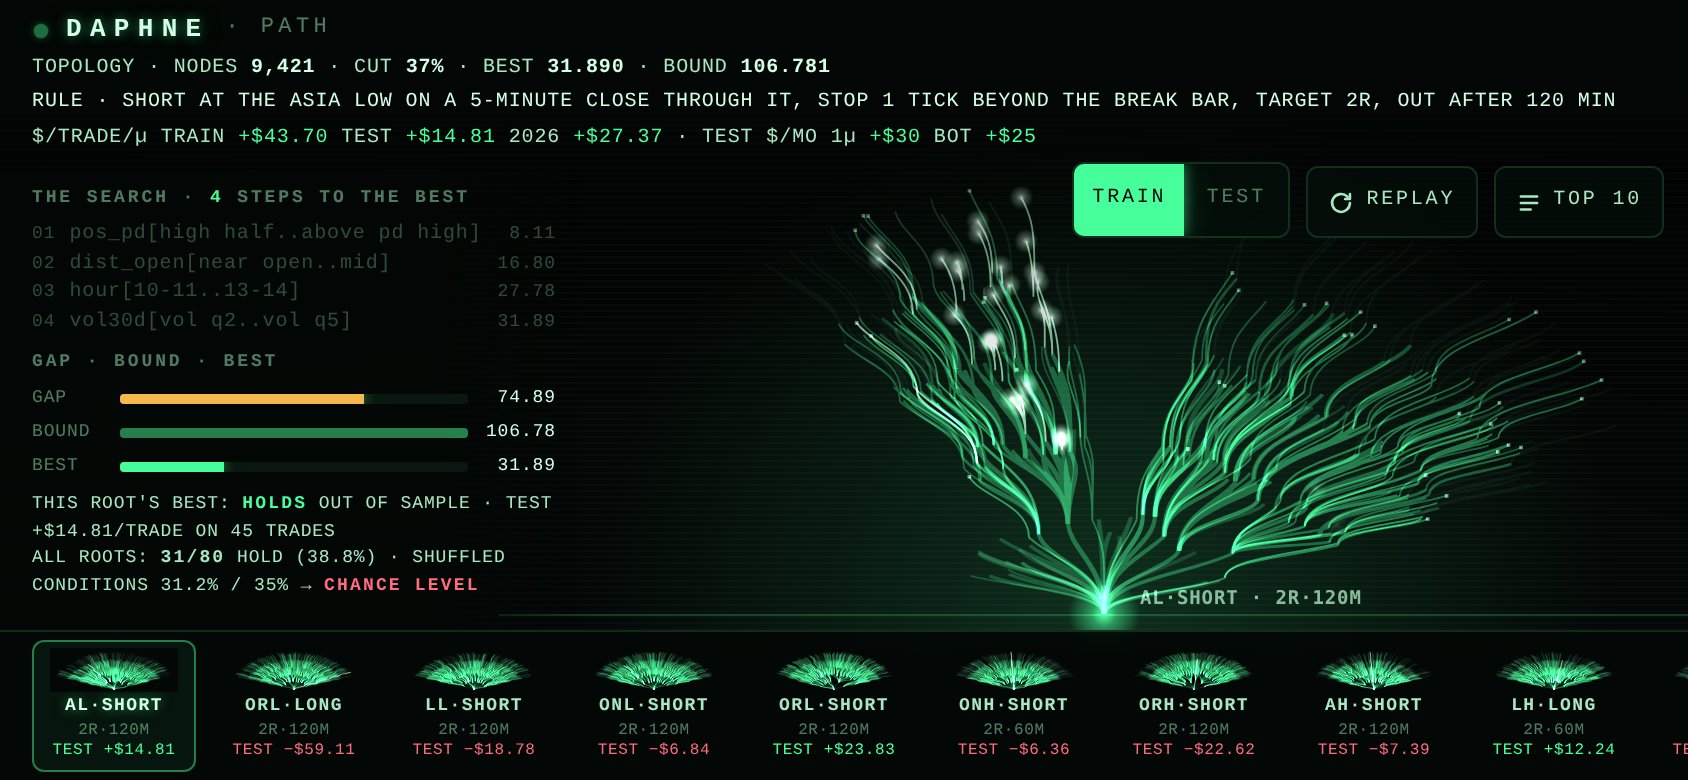 DAPHNE · PATH
TOPOLOGY · NODES 9,421 · CUT 37% · BEST 31.890 · BOUND 106.781
RULE · SHORT AT THE ASIA LOW ON A 5-MINUTE CLOSE THROUGH IT, STOP 1 TICK BEYOND THE BREAK BAR, TARGET 2R, OUT AFTER 120 MIN
$/TRADE/µ TRAIN +$43.70 TEST +$14.81 2026 +$27.37 · TEST $/MO 1µ +$30 BOT +$25
TRAIN TEST REPLAY TOP 10
THE SEARCH · 4 STEPS TO THE BEST
01 pos_pd[high half..above pd high] 8.11
02 dist_open[near open..mid] 16.80
03 hour[10-11..13-14] 27.78
04 vol30d[vol q2..vol q5] 31.89
GAP · BOUND · BEST
GAP 74.89
BOUND 106.78
BEST 31.89
THIS ROOT'S BEST: HOLDS OUT OF SAMPLE · TEST
+$14.81/TRADE ON 45 TRADES
ALL ROOTS: 31/80 HOLD (38.8%) · SHUFFLED
CONDITIONS 31.2% / 35% → CHANCE LEVEL
AL·SHORT · 2R·120M
AL·SHORT
2R·120M
TEST +$14.81
ORL·LONG
2R·120M
TEST −$59.11
LL·SHORT
2R·120M
TEST −$18.78
ONL·SHORT
2R·120M
TEST −$6.84
ORL·SHORT
2R·120M
TEST +$23.83
ONH·SHORT
2R·60M
TEST −$6.36
ORH·SHORT
2R·120M
TEST −$22.62
AH·SHORT
2R·120M
TEST −$7.39
LH·LONG
2R·60M
TEST +$12.24